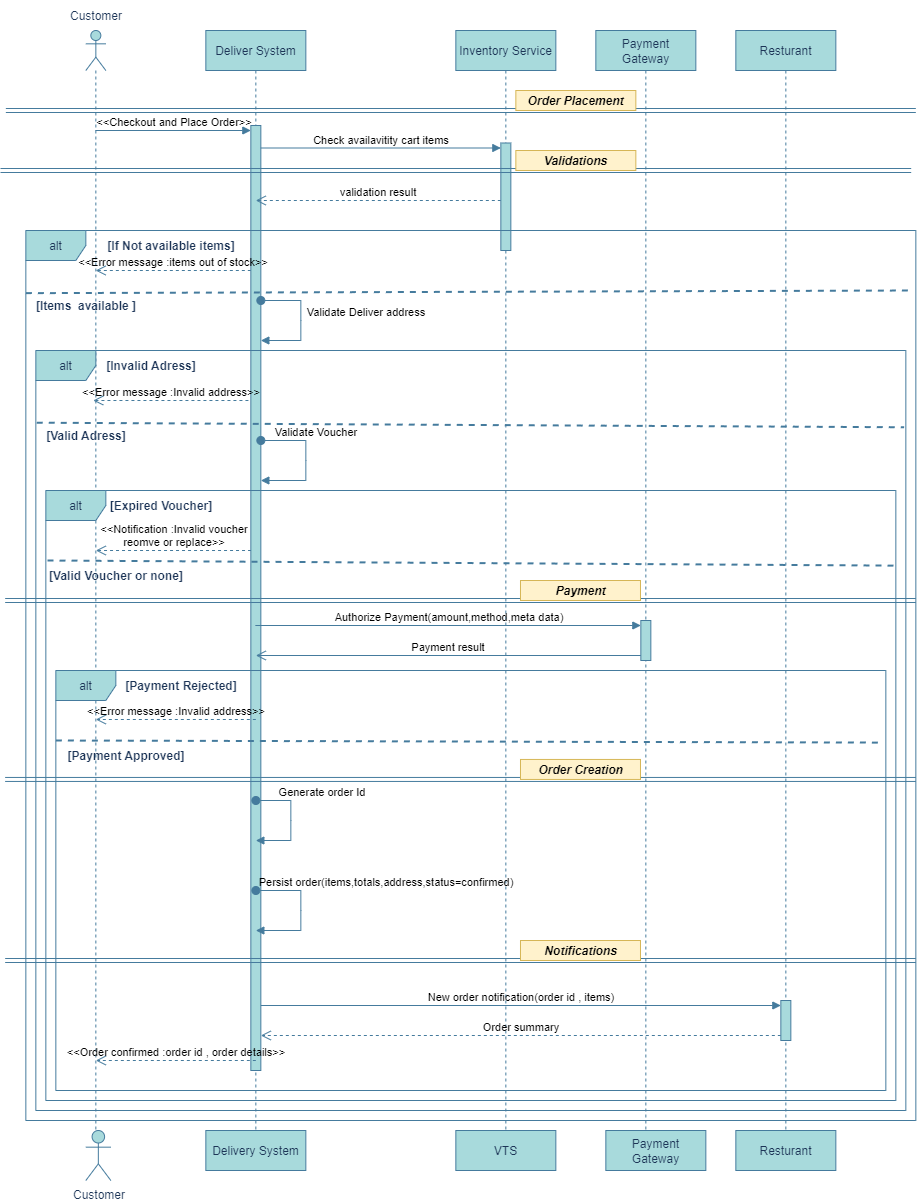 Customer
Deliver System
Inventory Service
Payment
Gateway
Resturant
Order Placement
<<Checkout and Place Order>>
Check availavitity cart items
Validations
validation result
alt
[If Not available items]
<<Error message :items out of stock>>
[Items  available ]
Validate Deliver address
alt
[Invalid Adress]
<<Error message :Invalid address>>
[Valid Adress]
Validate Voucher
alt
[Expired Voucher]
<<Notification :Invalid voucher
reomve or replace>>
[Valid Voucher or none]
Payment
Authorize Payment(amount,method,meta data)
Payment result
alt
[Payment Rejected]
<<Error message :Invalid address>>
[Payment Approved]
Order Creation
Generate order Id
Persist order(items,totals,address,status=confirmed)
Notifications
New order notification(order id , items)
Order summary
<<Order confirmed :order id , order details>>
Delivery System
VTS
Payment
Gateway
Resturant
Customer